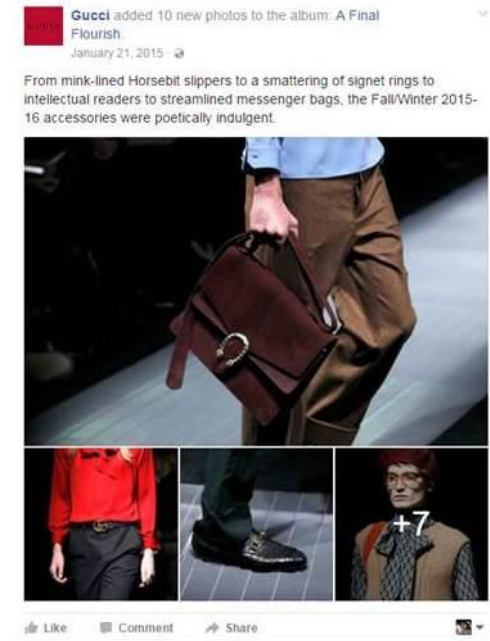 Gucci added 10 new photos to the album: A Final
Flourish.
January 21, 2015
From mink-lined Horsebit slippers to a smattering of signet rings to
intellectual readers to streamlined messenger bags, the Fall/Winter 2015-
16 accessories were poetically indulgent.
+7
Like Comment Share